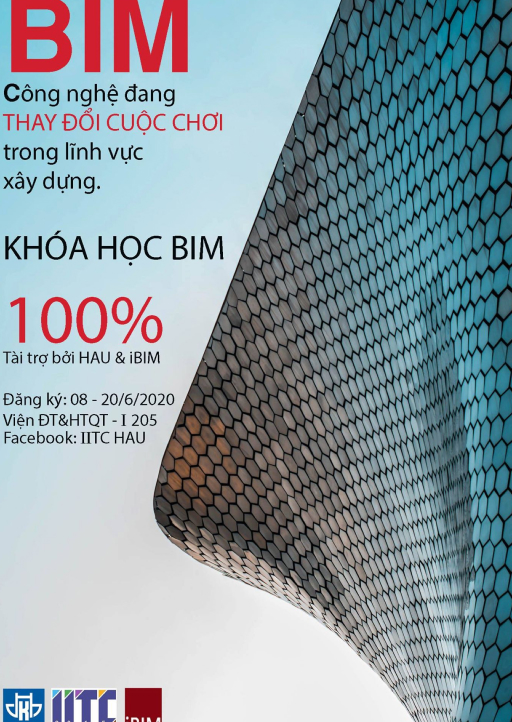 BIM
Công nghệ đang
THAY ĐỔI CUỘC CHƠI
trong lĩnh vực
xây dựng.
KHÓA HỌC BIM
100%
Tài trợ bởi HAU & iBIM
Đăng ký: 08 - 20/6/2020
Viện ĐT&HTQT - I 205
Facebook: IITC HAU
IITC
iBIM